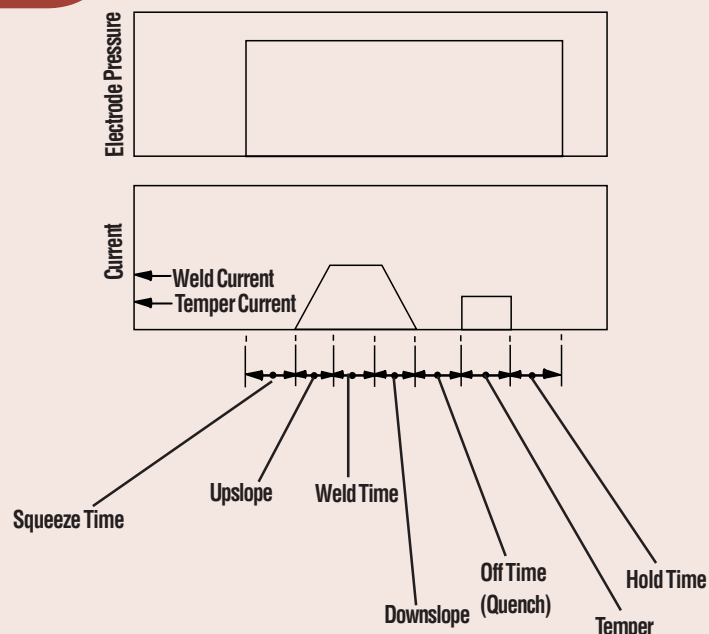 Electrode Pressure
Current
Weld Current
Temper Current
Squeeze Time
Upslope
Weld Time
Downslope
Off Time
(Quench)
Temper
Hold Time